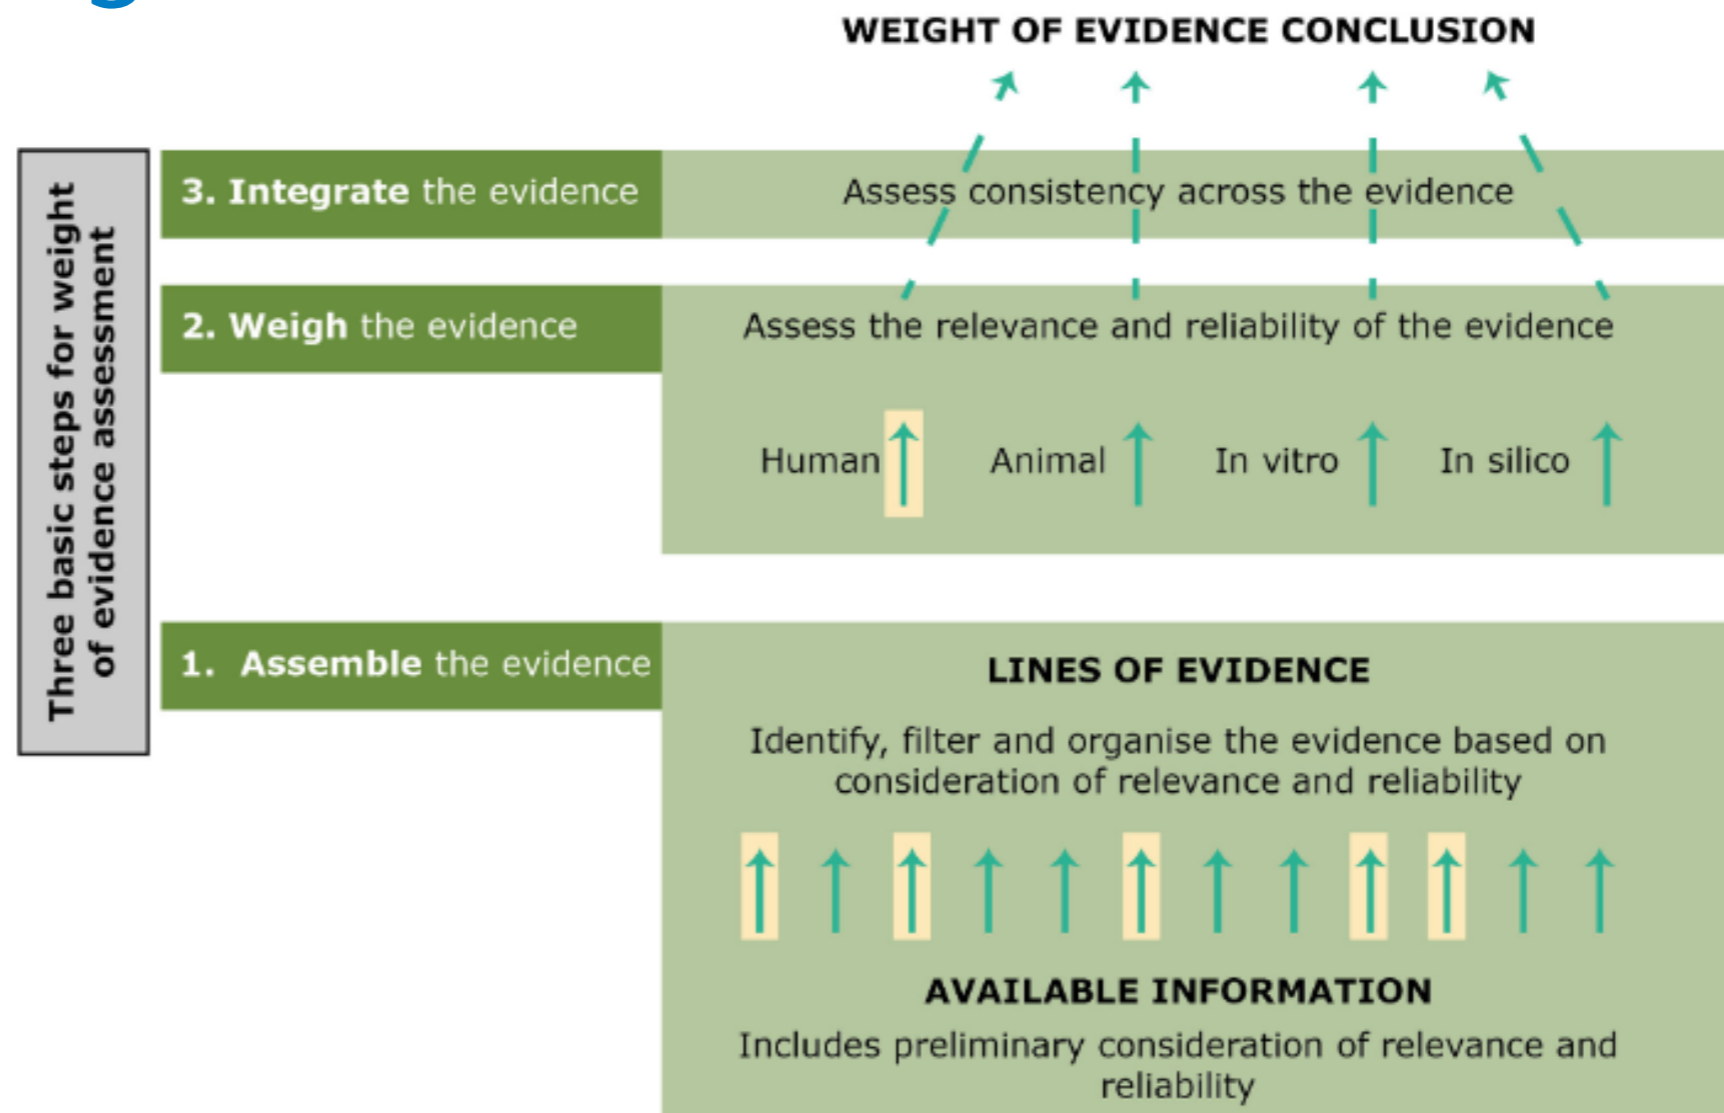 WEIGHT OF EVIDENCE CONCLUSION
Three basic steps for weight
of evidence assessment
3. Integrate the evidence
Assess consistency across the evidence
2. Weigh the evidence
Assess the relevance and reliability of the evidence
Human
Animal
In vitro
In silico
1. Assemble the evidence
LINES OF EVIDENCE
Identify, filter and organise the evidence based on
consideration of relevance and reliability
AVAILABLE INFORMATION
Includes preliminary consideration of relevance and
reliability